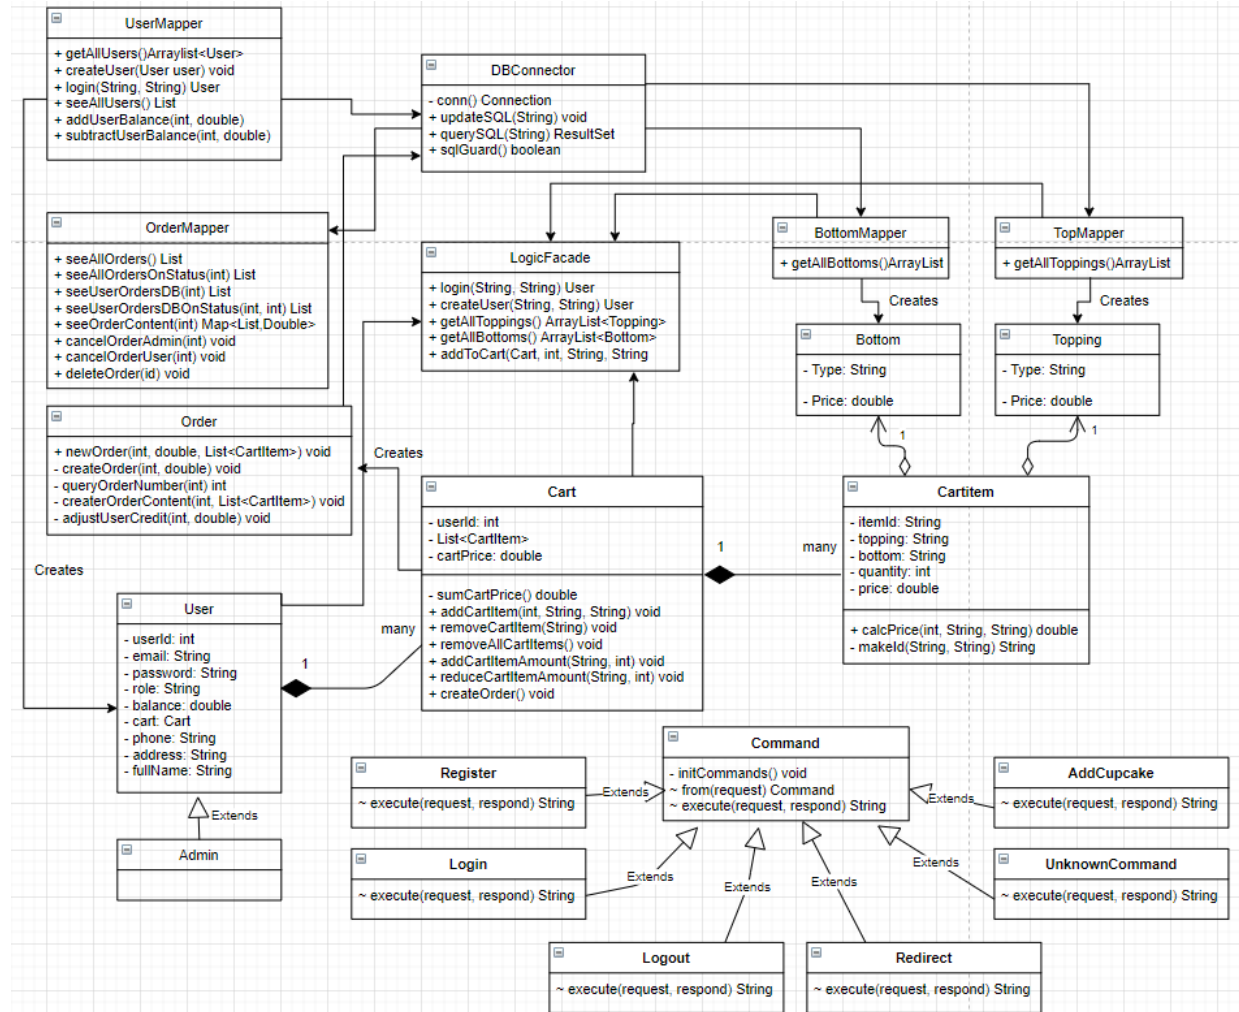 UserMapper
+ getAllUsers()Arraylist<User>
+ createUser(User user) void
+ login(String, String) User
+ seeAllUsers() List
+ addUserBalance(int, double)
+ subtractUserBalance(int, double)
DBConnector
- conn() Connection
+ updateSQL(String) void
+ querySQL(String) ResultSet
+ sqlGuard() boolean
OrderMapper
+ seeAllOrders() List
+ seeAllOrdersOnStatus(int) List
+ seeUserOrdersDB(int) List
+ seeUserOrdersDBOnStatus(int, int) List
+ seeOrderContent(int) Map<List,Double>
+ cancelOrderAdmin(int) void
+ cancelOrderUser(int) void
+ deleteOrder(id) void
LogicFacade
+ login(String, String) User
+ createUser(String, String) User
+ getAllToppings() ArrayList<Topping>
+ getAllBottoms() ArrayList<Bottom>
+ addToCart(Cart, int, String, String
BottomMapper
+ getAllBottoms()ArrayList
TopMapper
+ getAllToppings()ArrayList
Creates
Creates
Bottom
- Type: String
- Price: double
Topping
- Type: String
- Price: double
1
1
Order
+ newOrder(int, double, List<CartItem>) void
- createOrder(int, double) void
- queryOrderNumber(int) int
- createrOrderContent(int, List<CartItem>) void
- adjustUserCredit(int, double) void
Creates
Cart
- userId: int
- List<CartItem>
- cartPrice: double
- sumCartPrice() double
+ addCartItem(int, String, String) void
+ removeCartItem(String) void
+ removeAllCartItems() void
+ addCartItemAmount(String, int) void
+ reduceCartItemAmount(String, int) void
+ createOrder() void
1
many
Cartitem
- itemId: String
- topping: String
- bottom: String
- quantity: int
- price: double
+ calcPrice(int, String, String) double
- makeId(String, String) String
Creates
User
- userId: int
- email: String
- password: String
- role: String
- balance: double
- cart: Cart
- phone: String
- address: String
- fullName: String
many
1
Extends
Admin
Command
- initCommands() void
~ from(request) Command
~ execute(request, respond) String
Register
~ execute(request, respond) String
Extends
AddCupcake
~ execute(request, respond) String
Extends
Login
~ execute(request, respond) String
Extends
UnknownCommand
~ execute(request, respond) String
Extends
Extends
Extends
Logout
~ execute(request, respond) String
Redirect
~ execute(request, respond) String